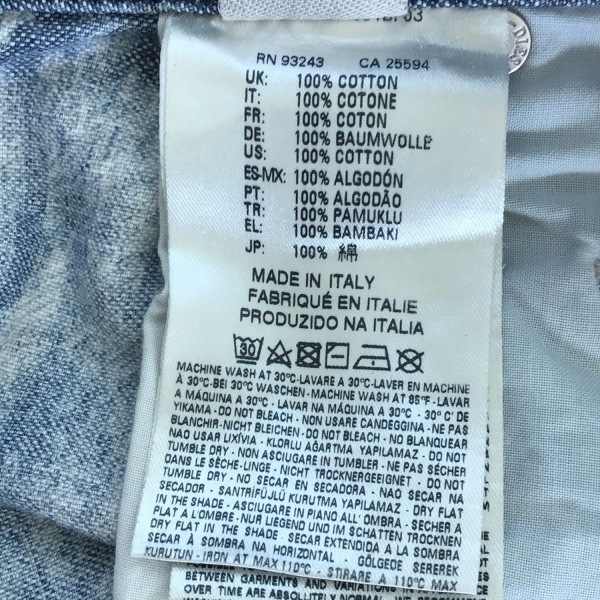 03
RN 93243 CA 25594
UK: 100% COTTON
IT: 100% COTONE
FR: 100% COTON
DE: 100% BAUMWOLLE
US: 100% COTTON
ES-MX: 100% ALGODÓN
PT: 100% ALGODÃO
TR: 100% PAMUKLU
EL: 100% BAMBAKI
JP: 100% 綿
MADE IN ITALY
FABRIQUÉ EN ITALIE
PRODUZIDO NA ITALIA
30
MACHINE WASH AT 30°C-LAVARE A 30°C-LAVER EN MACHINE
À 30°C-BEI 30°C WASCHEN-MACHINE WASH AT 85°F-LAVAR
A MÁQUINA A 30°C - LAVAR NA MÁQUINA A 30°C - 30°C' DE
YIKAMA - DO NOT BLEACH - NON USARE CANDEGGINA - NE PAS
BLANCHIR-NICHT BLEICHEN-DO NOT BLEACH-NO BLANQUEAR
NAO USAR LIXÍVIA - KLORLU AĞARTMA YAPILAMAZ - DO NOT
TUMBLE DRY - NON ASCIUGARE IN TUMBLER - NE PAS SÉCHER
DANS LE SÈCHE-LINGE - NICHT TROCKNERGEEIGNET - DO NOT
TUMBLE DRY - NO SECAR EN SECADORA - NAO SECAR NA
SECADOR - SANTRİFÜJLÜ KURUTMA YAPILAMAZ - DRY FLAT
IN THE SHADE - ASCIUGARE IN PIANO ALL'OMBRA - SÉCHER A
PLAT A L'OMBRE - NUR LIEGEND UND IM SCHATTEN TROCKNEN
DRY FLAT IN THE SHADE - SECAR EXTENDIDA A LA SOMBRA
SECAR À SOMBRA NA HORIZONTAL - GÖLGEDE SEREREK
KURUTUN - IRON AT MAX 110°C - STIRARE A 110°C MAX
BETWEEN GARMENTS AND VARIATIONS IN
OVER TIME ARE ABSOLUTELY NORMAL.